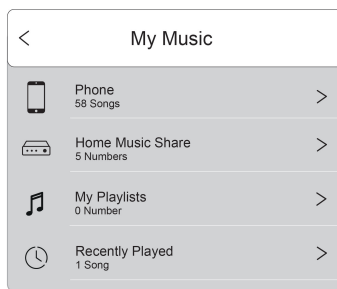 My Music
Phone
58 Songs
Home Music Share
5 Numbers
My Playlists
0 Number
Recently Played
1 Song